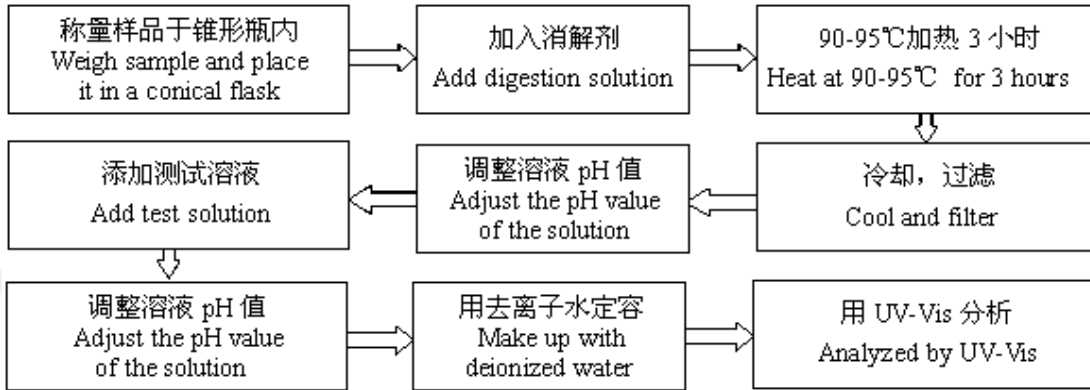 称量样品于锥形瓶内
Weigh sample and place
it in a conical flask
加入消解剂
Add digestion solution
90-95℃加热 3 小时
Heat at 90-95℃ for 3 hours
冷却，过滤
Cool and filter
调整溶液 pH 值
Adjust the pH value
of the solution
添加测试溶液
Add test solution
调整溶液 pH 值
Adjust the pH value
of the solution
用去离子水定容
Make up with
deionized water
用 UV-Vis 分析
Analyzed by UV-Vis